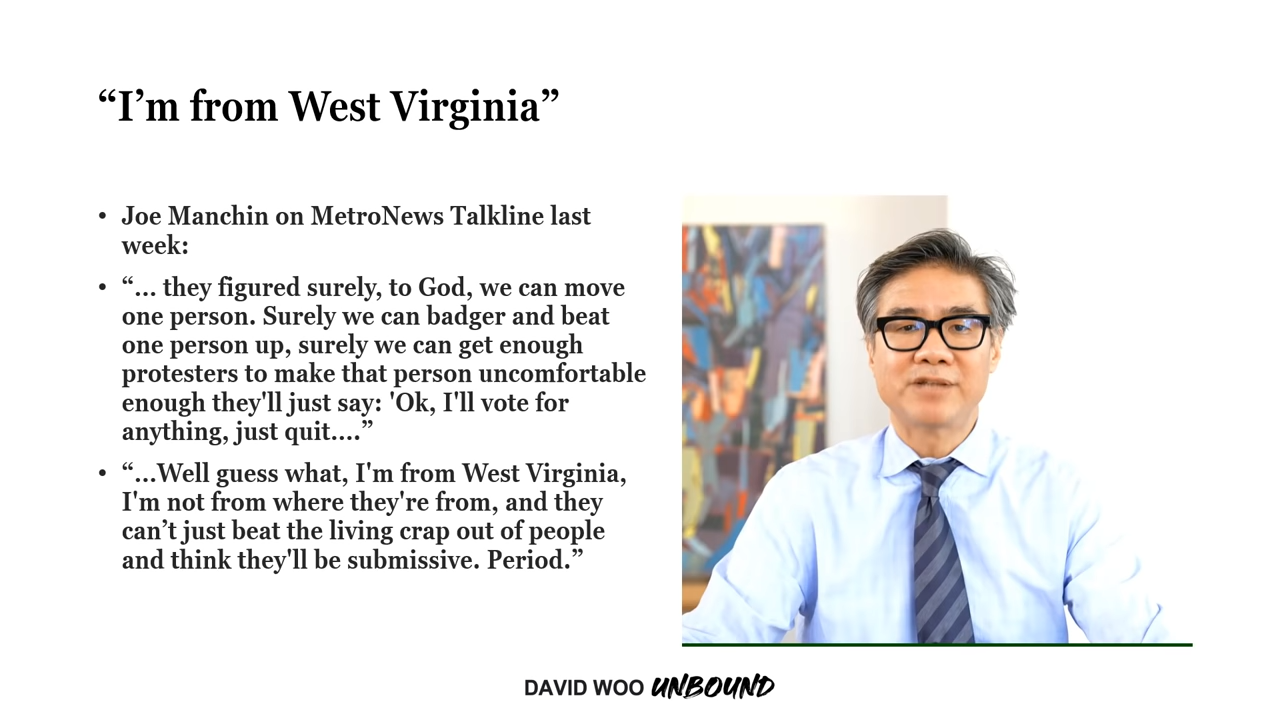 “I’m from West Virginia”
• Joe Manchin on MetroNews Talkline last
week:
• “... they figured surely, to God, we can move
one person. Surely we can badger and beat
one person up, surely we can get enough
protesters to make that person uncomfortable
enough they'll just say: 'Ok, I'll vote for
anything, just quit....”
• “...Well guess what, I'm from West Virginia,
I'm not from where they're from, and they
can’t just beat the living crap out of people
and think they'll be submissive. Period.”
DAVID WOO UNBOUND